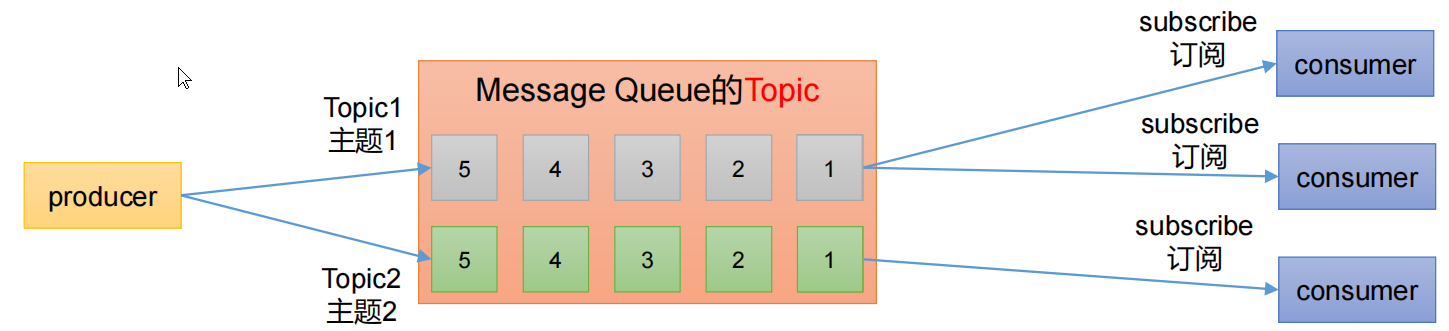 producer
Topic1
主题1
Topic2
主题2
Message Queue的Topic
5 4 3 2 1
5 4 3 2 1
subscribe
订阅
consumer
subscribe
订阅
consumer
subscribe
订阅
consumer